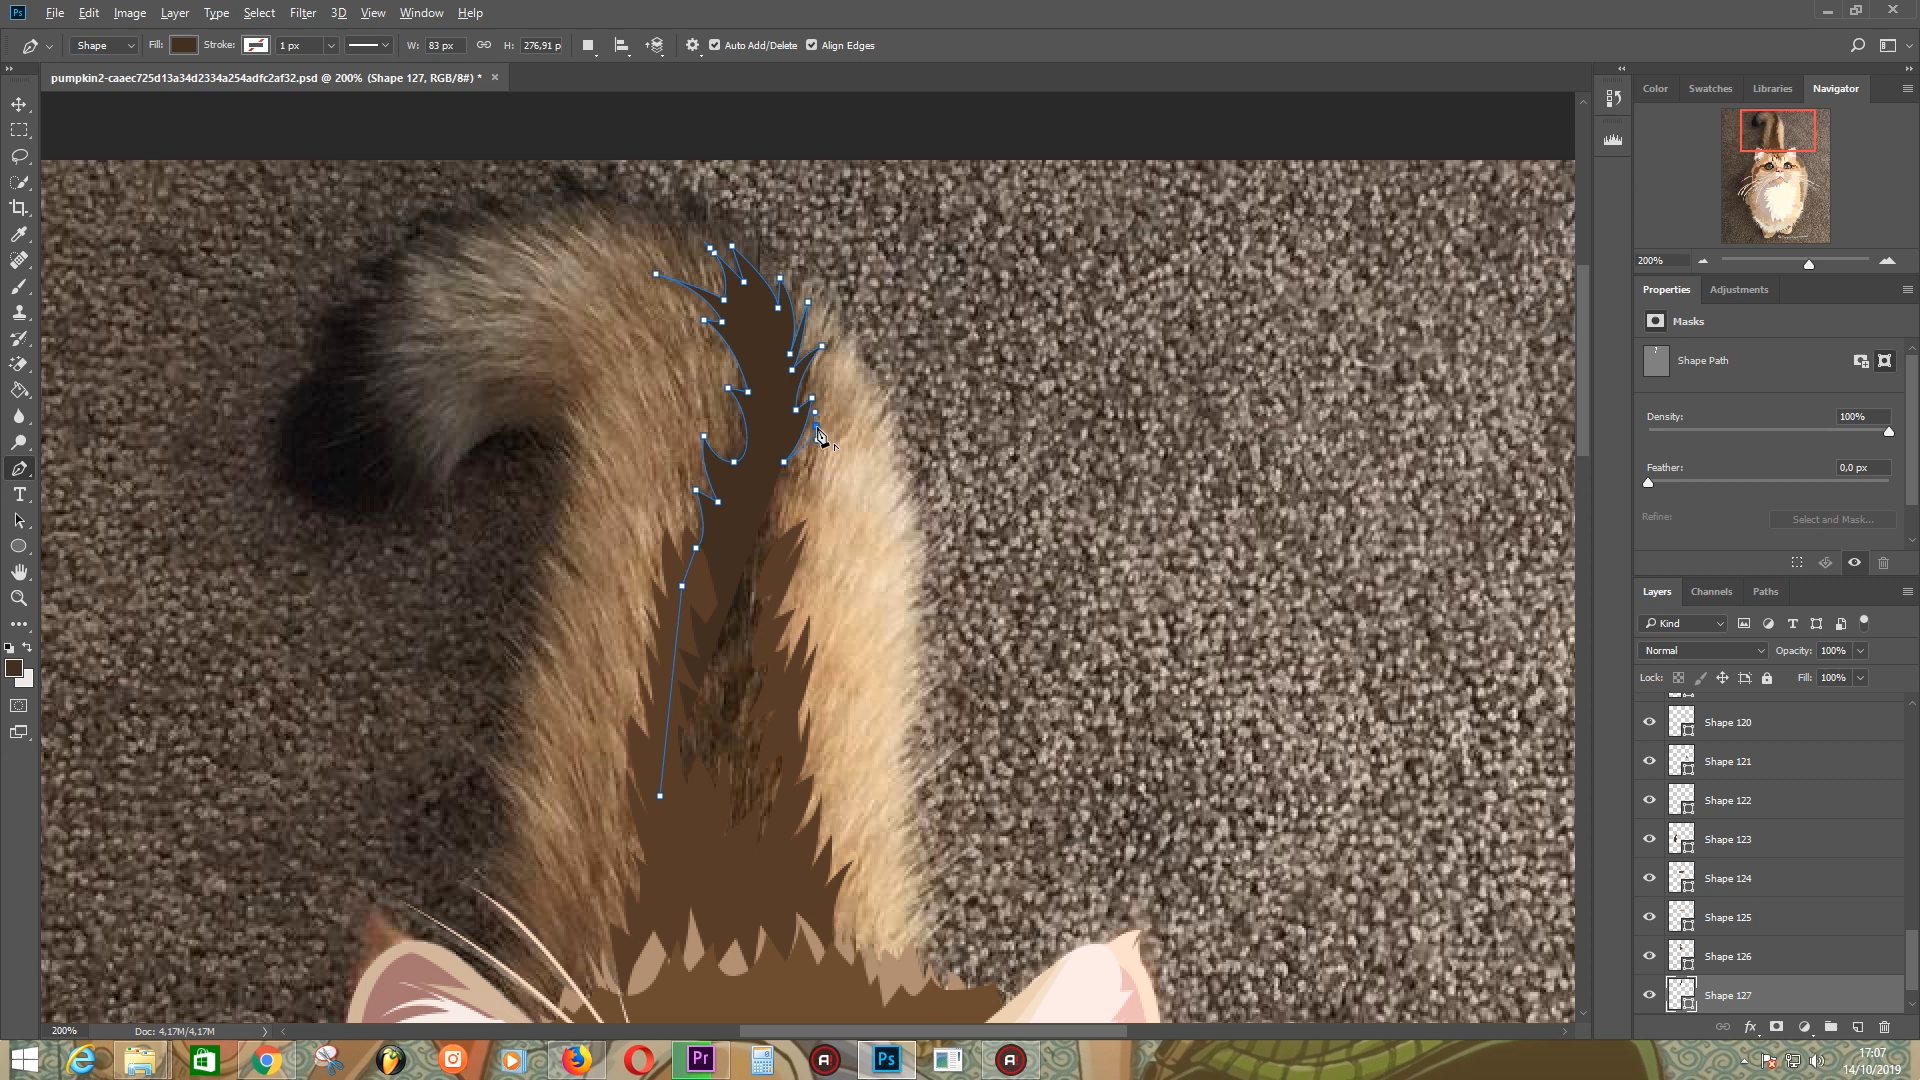 Ps File Edit Image Layer Type Select Filter 3D View Window Help
Shape Fill: Stroke: 1 px W: 83 px H: 276,91 p Auto Add/Delete Align Edges
pumpkin2-caaec725d13a34d2334a254adfc2af32.psd @ 200% (Shape 127, RGB/8#) *
Color Swatches Libraries Navigator
200%
Properties Adjustments
Masks
Shape Path
Density: 100%
Feather: 0,0 px
Refine: Select and Mask...
Layers Channels Paths
Kind
Normal Opacity: 100%
Lock: Fill: 100%
Shape 120
Shape 121
Shape 122
Shape 123
Shape 124
Shape 125
Shape 126
Shape 127
200% Doc: 4,17M/4,17M
Pr Ps
17:07
14/10/2019